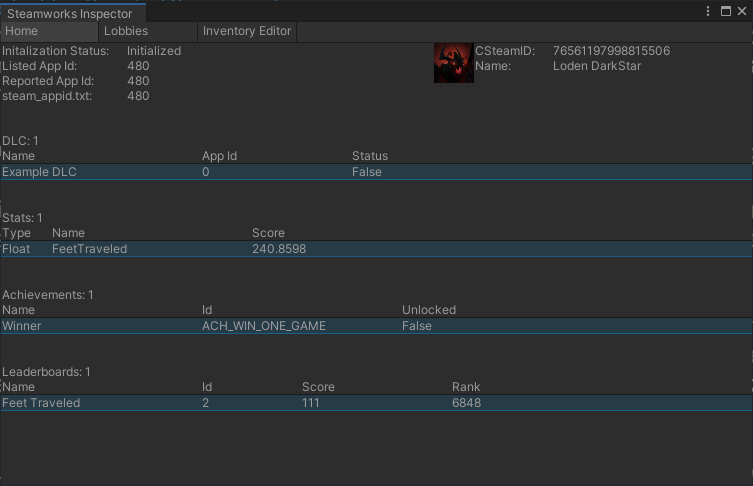 Steamworks Inspector
Home Lobbies Inventory Editor
Initalization Status: Initialized CSteamID: 76561197998815506
Listed App Id: 480 Name: Loden DarkStar
Reported App Id: 480
steam_appid.txt: 480
DLC: 1
Name App Id Status
Example DLC 0 False
Stats: 1
Type Name Score
Float FeetTraveled 240.8598
Achievements: 1
Name Id Unlocked
Winner ACH_WIN_ONE_GAME False
Leaderboards: 1
Name Id Score Rank
Feet Traveled 2 111 6848